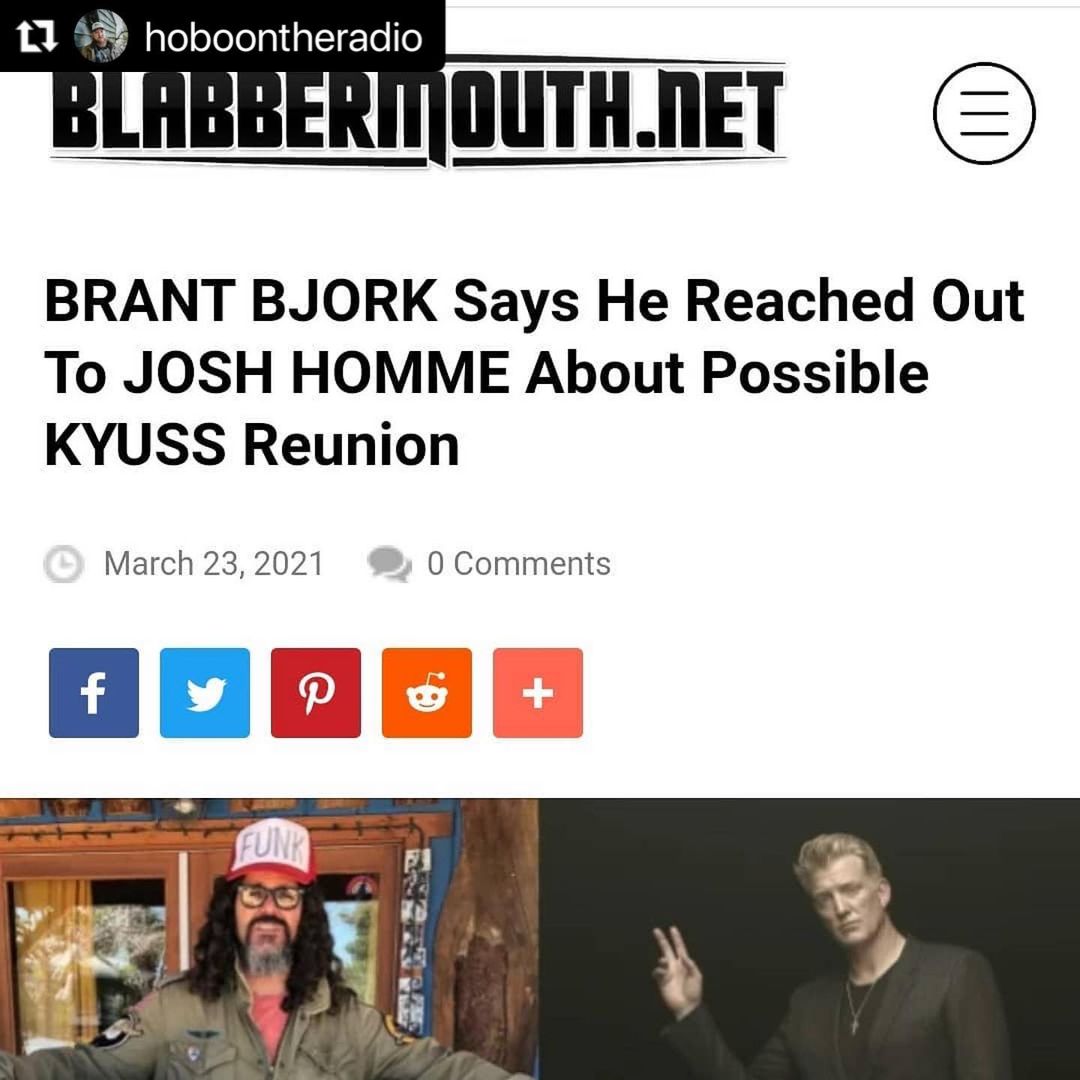 hoboontheradio
BLABBERMOUTH.NET
BRANT BJORK Says He Reached Out
To JOSH HOMME About Possible
KYUSS Reunion
March 23, 2021 0 Comments
FUNK